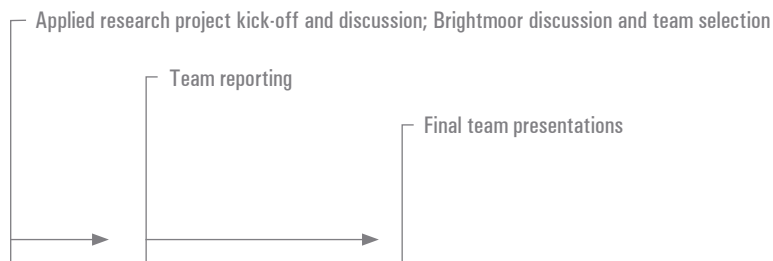 Applied research project kick-off and discussion; Brightmoor discussion and team selection
Team reporting
Final team presentations